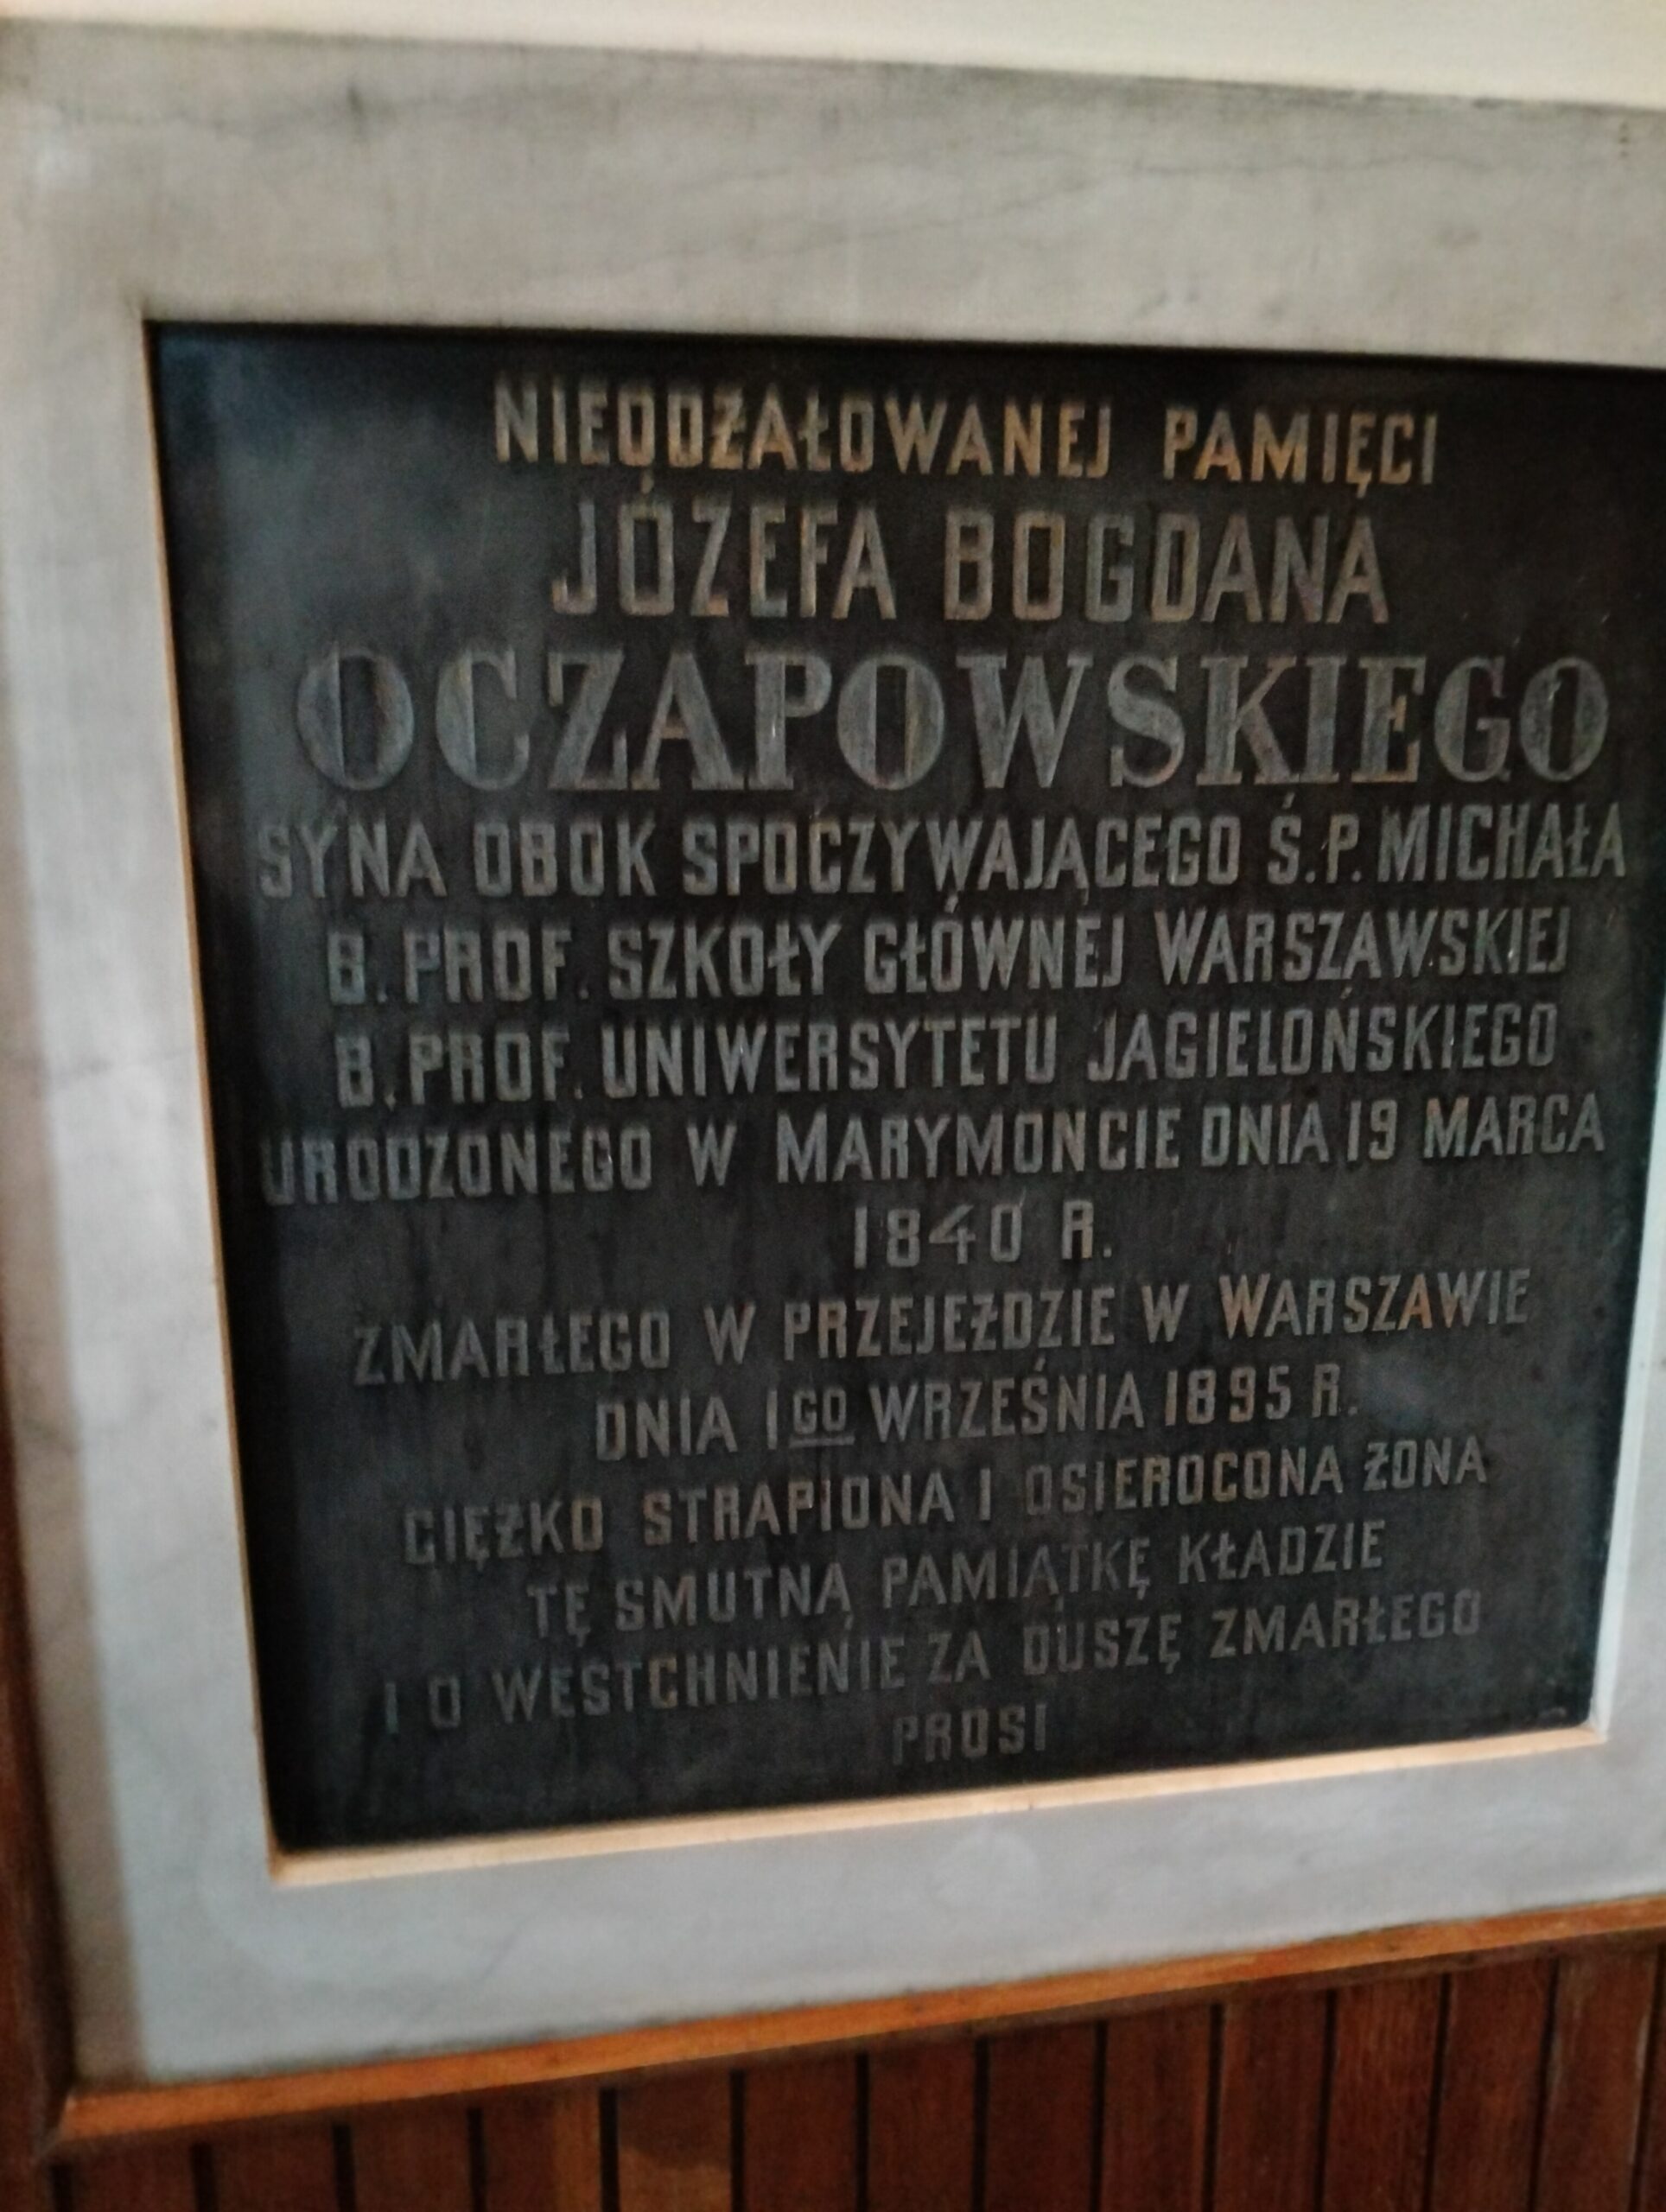 NIEODŻAŁOWANEJ PAMIĘCI
JÓZEFA BOGDANA
OCZAPOWSKIEGO
SYNA OBOK SPOCZYWAJĄCEGO Ś.P. MICHAŁA
B. PROF. SZKOŁY GŁÓWNEJ WARSZAWSKIEJ
B. PROF. UNIWERSYTETU JAGIELOŃSKIEGO
URODZONEGO W MARYMONCIE DNIA 19 MARCA
1840 R.
ZMARŁEGO W PRZEJEŹDZIE W WARSZAWIE
DNIA 1GO WRZEŚNIA 1895 R.
CIĘŻKO STRAPIONA I OSIEROCONA ŻONA
TĘ SMUTNĄ PAMIĄTKĘ KŁADZIE
I O WESTCHNIENIE ZA DUSZĘ ZMARŁEGO
PROSI